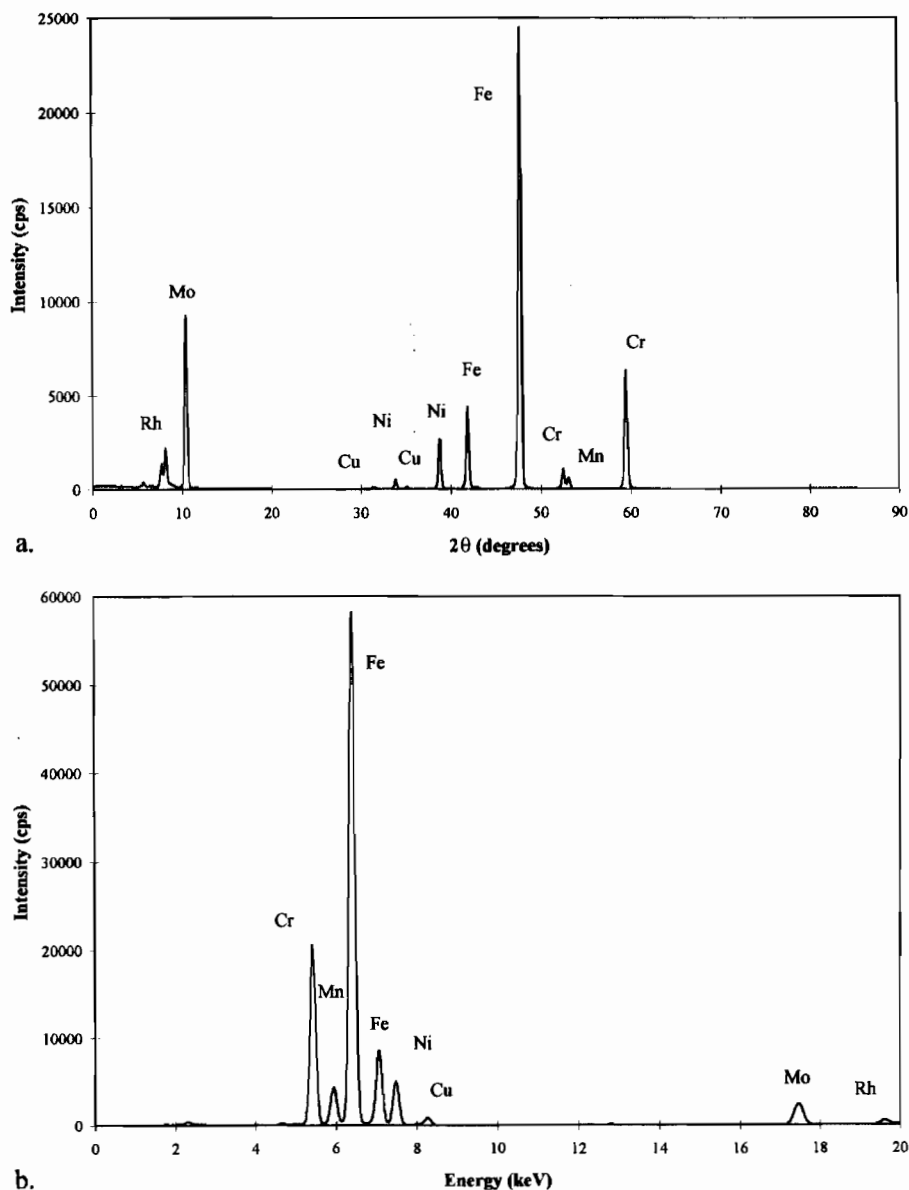 25000
20000
15000
10000
5000
0
Intensity (cps)
Rh
Mo
Cu
Ni
Cu
Ni
Fe
Fe
Cr
Mn
Cr
0 10 20 30 40 50 60 70 80 90
2θ (degrees)
a.
60000
50000
40000
30000
20000
10000
0
Intensity (cps)
Cr
Mn
Fe
Fe
Ni
Cu
Mo
Rh
0 2 4 6 8 10 12 14 16 18 20
Energy (keV)
b.